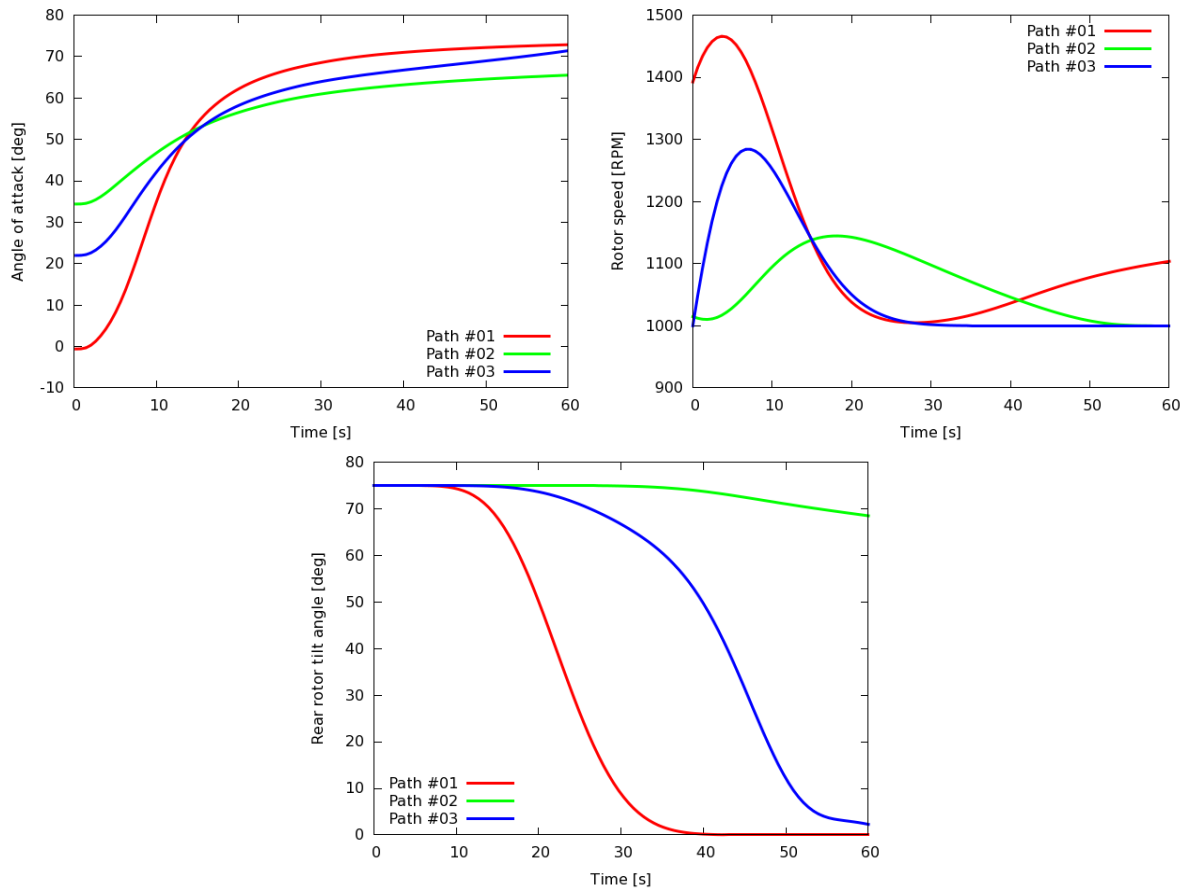 80
70
60
50
40
30
20
10
0
-10
Angle of attack [deg]
Path #01
Path #02
Path #03
0 10 20 30 40 50 60
Time [s]
1500
1400
1300
1200
1100
1000
900
Rotor speed [RPM]
Path #01
Path #02
Path #03
0 10 20 30 40 50 60
Time [s]
80
70
60
50
40
30
20
10
0
Rear rotor tilt angle [deg]
Path #01
Path #02
Path #03
0 10 20 30 40 50 60
Time [s]